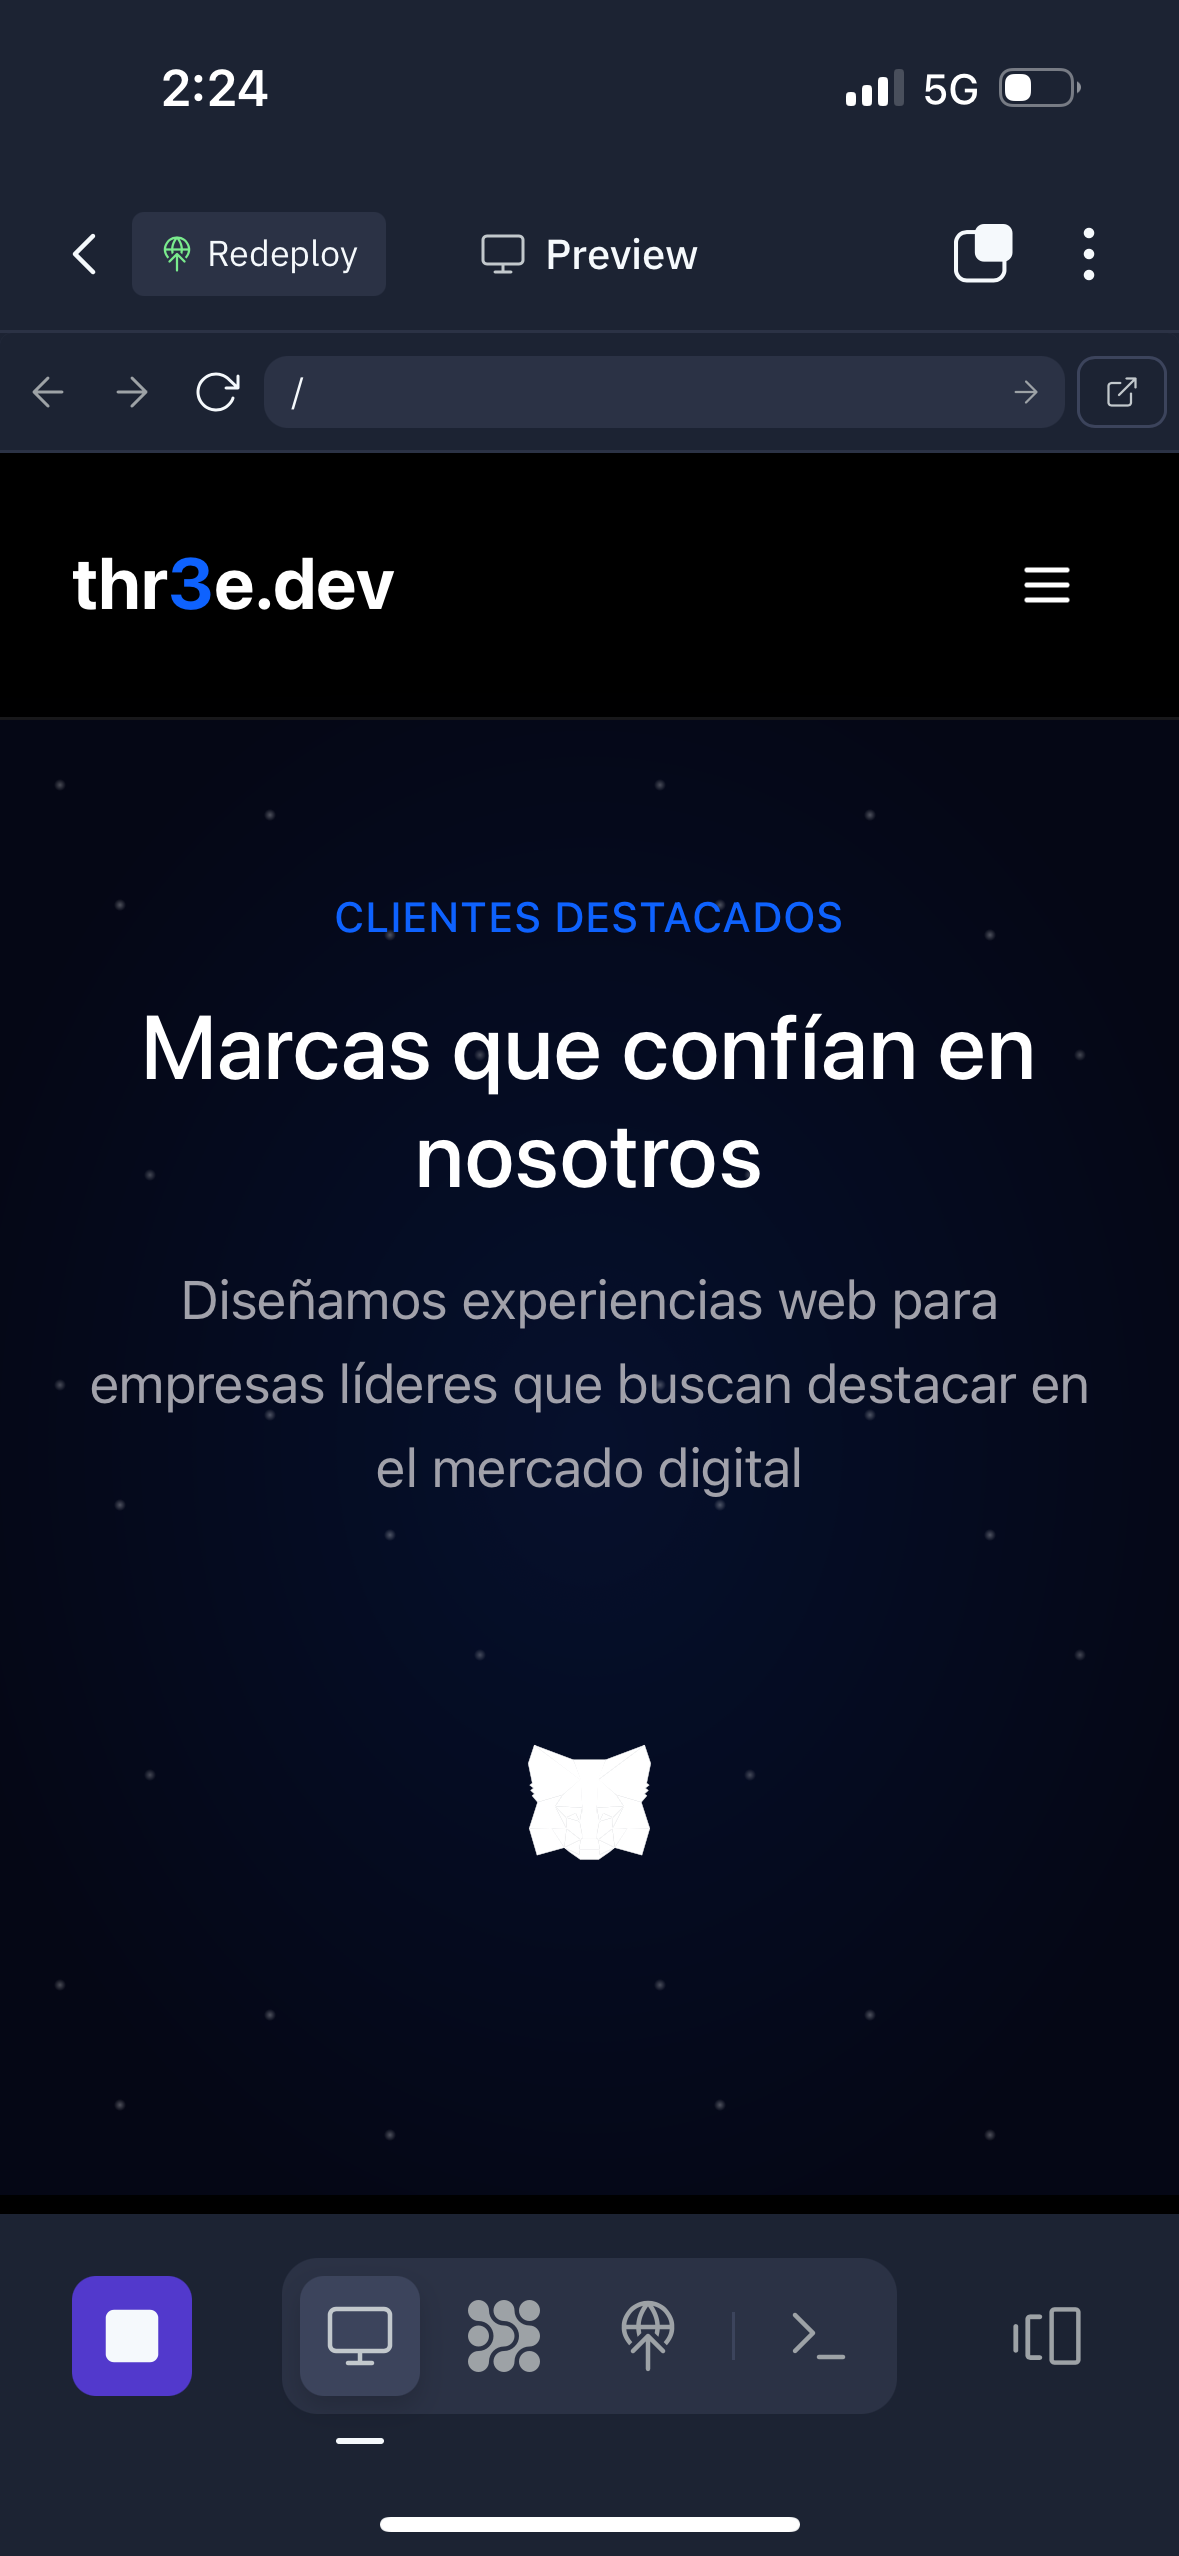 2:24
5G
Redeploy
Preview
/
thr3e.dev
CLIENTES DESTACADOS
Marcas que confían en
nosotros
Diseñamos experiencias web para
empresas líderes que buscan destacar en
el mercado digital